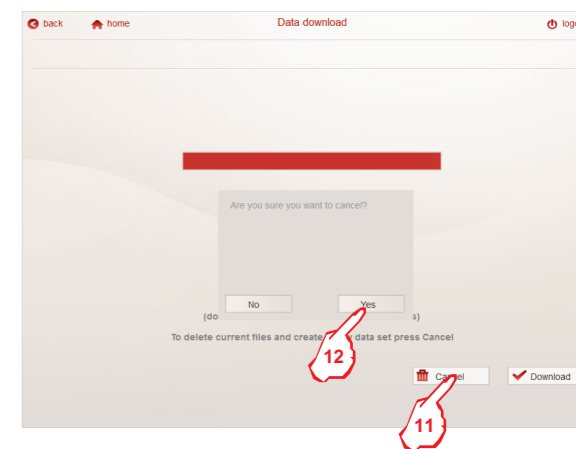 back home Data download
Are you sure you want to cancel?
No Yes
(do s)
To delete current files and create data set press Cancel
12
Cancel Download
11